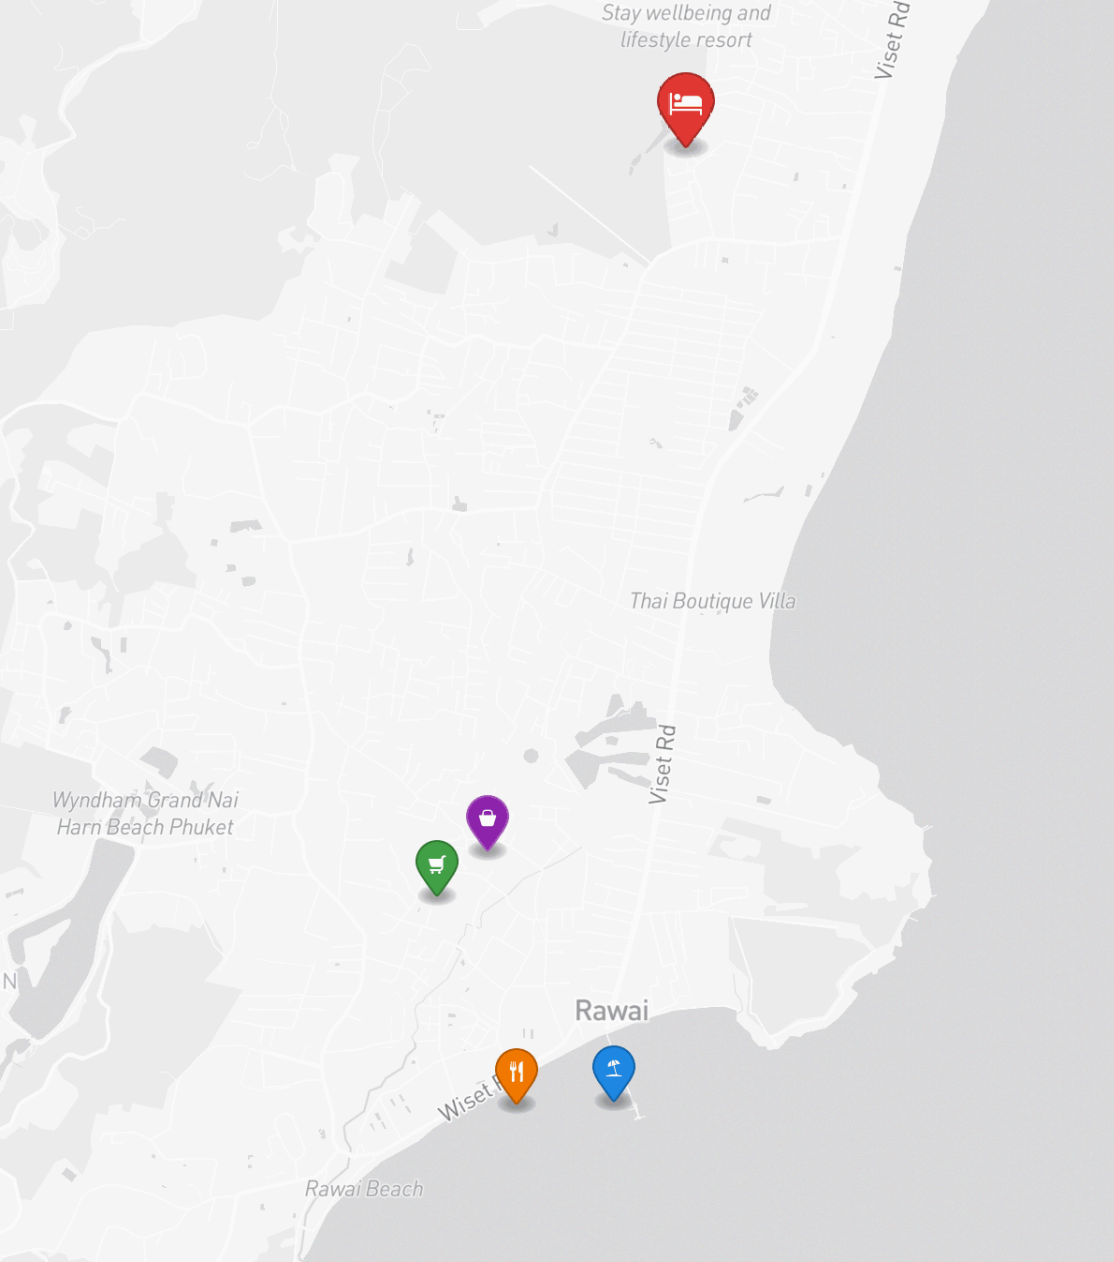 Stay wellbeing and
lifestyle resort
Viset Rd
Thai Boutique Villa
Viset Rd
Wyndham Grand Nai
Harn Beach Phuket
N
Rawai
Wiset
Rawai Beach